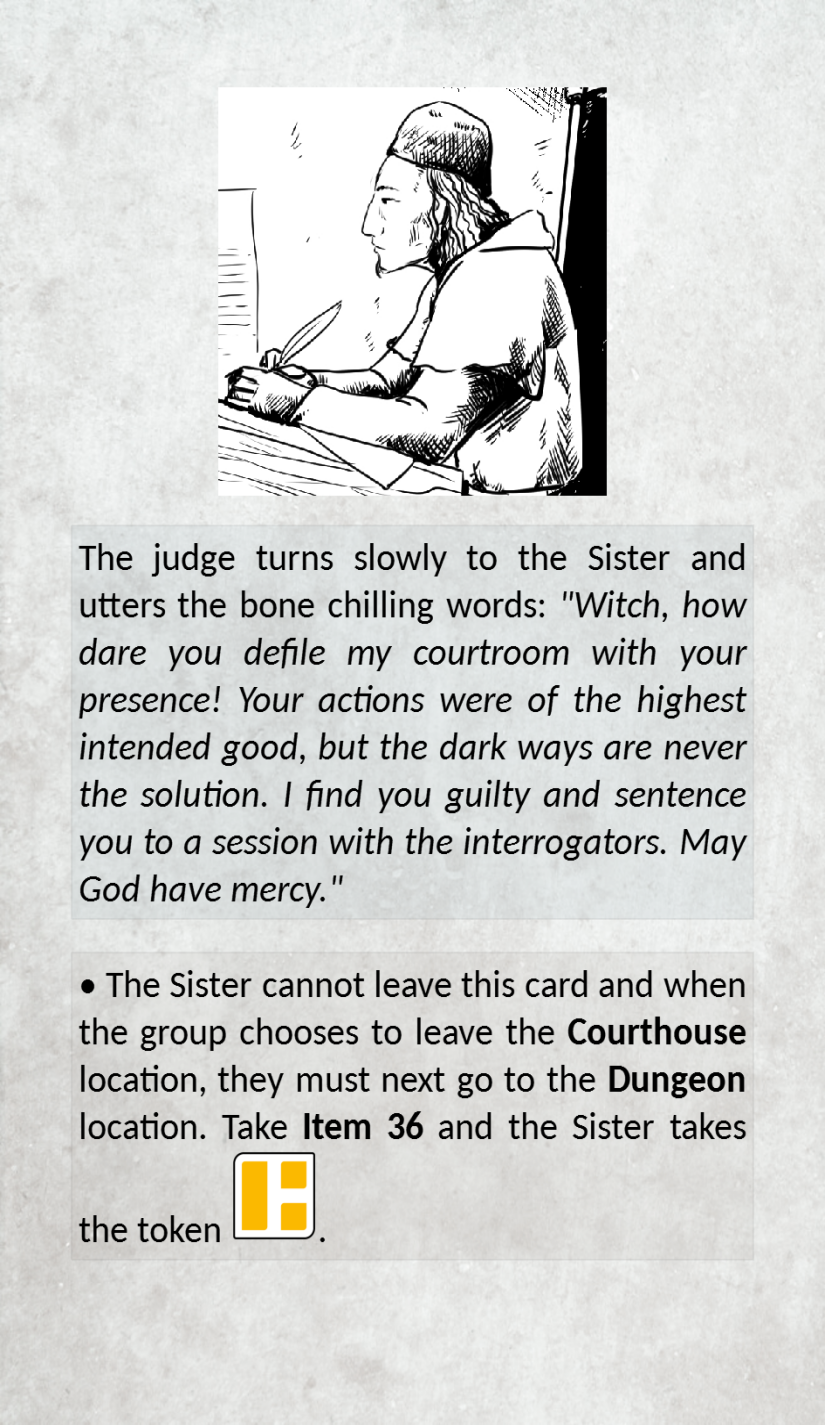 The judge turns slowly to the Sister and
utters the bone chilling words: "Witch, how
dare you defile my courtroom with your
presence! Your actions were of the highest
intended good, but the dark ways are never
the solution. I find you guilty and sentence
you to a session with the interrogators. May
God have mercy."
• The Sister cannot leave this card and when
the group chooses to leave the Courthouse
location, they must next go to the Dungeon
location. Take Item 36 and the Sister takes
the token .